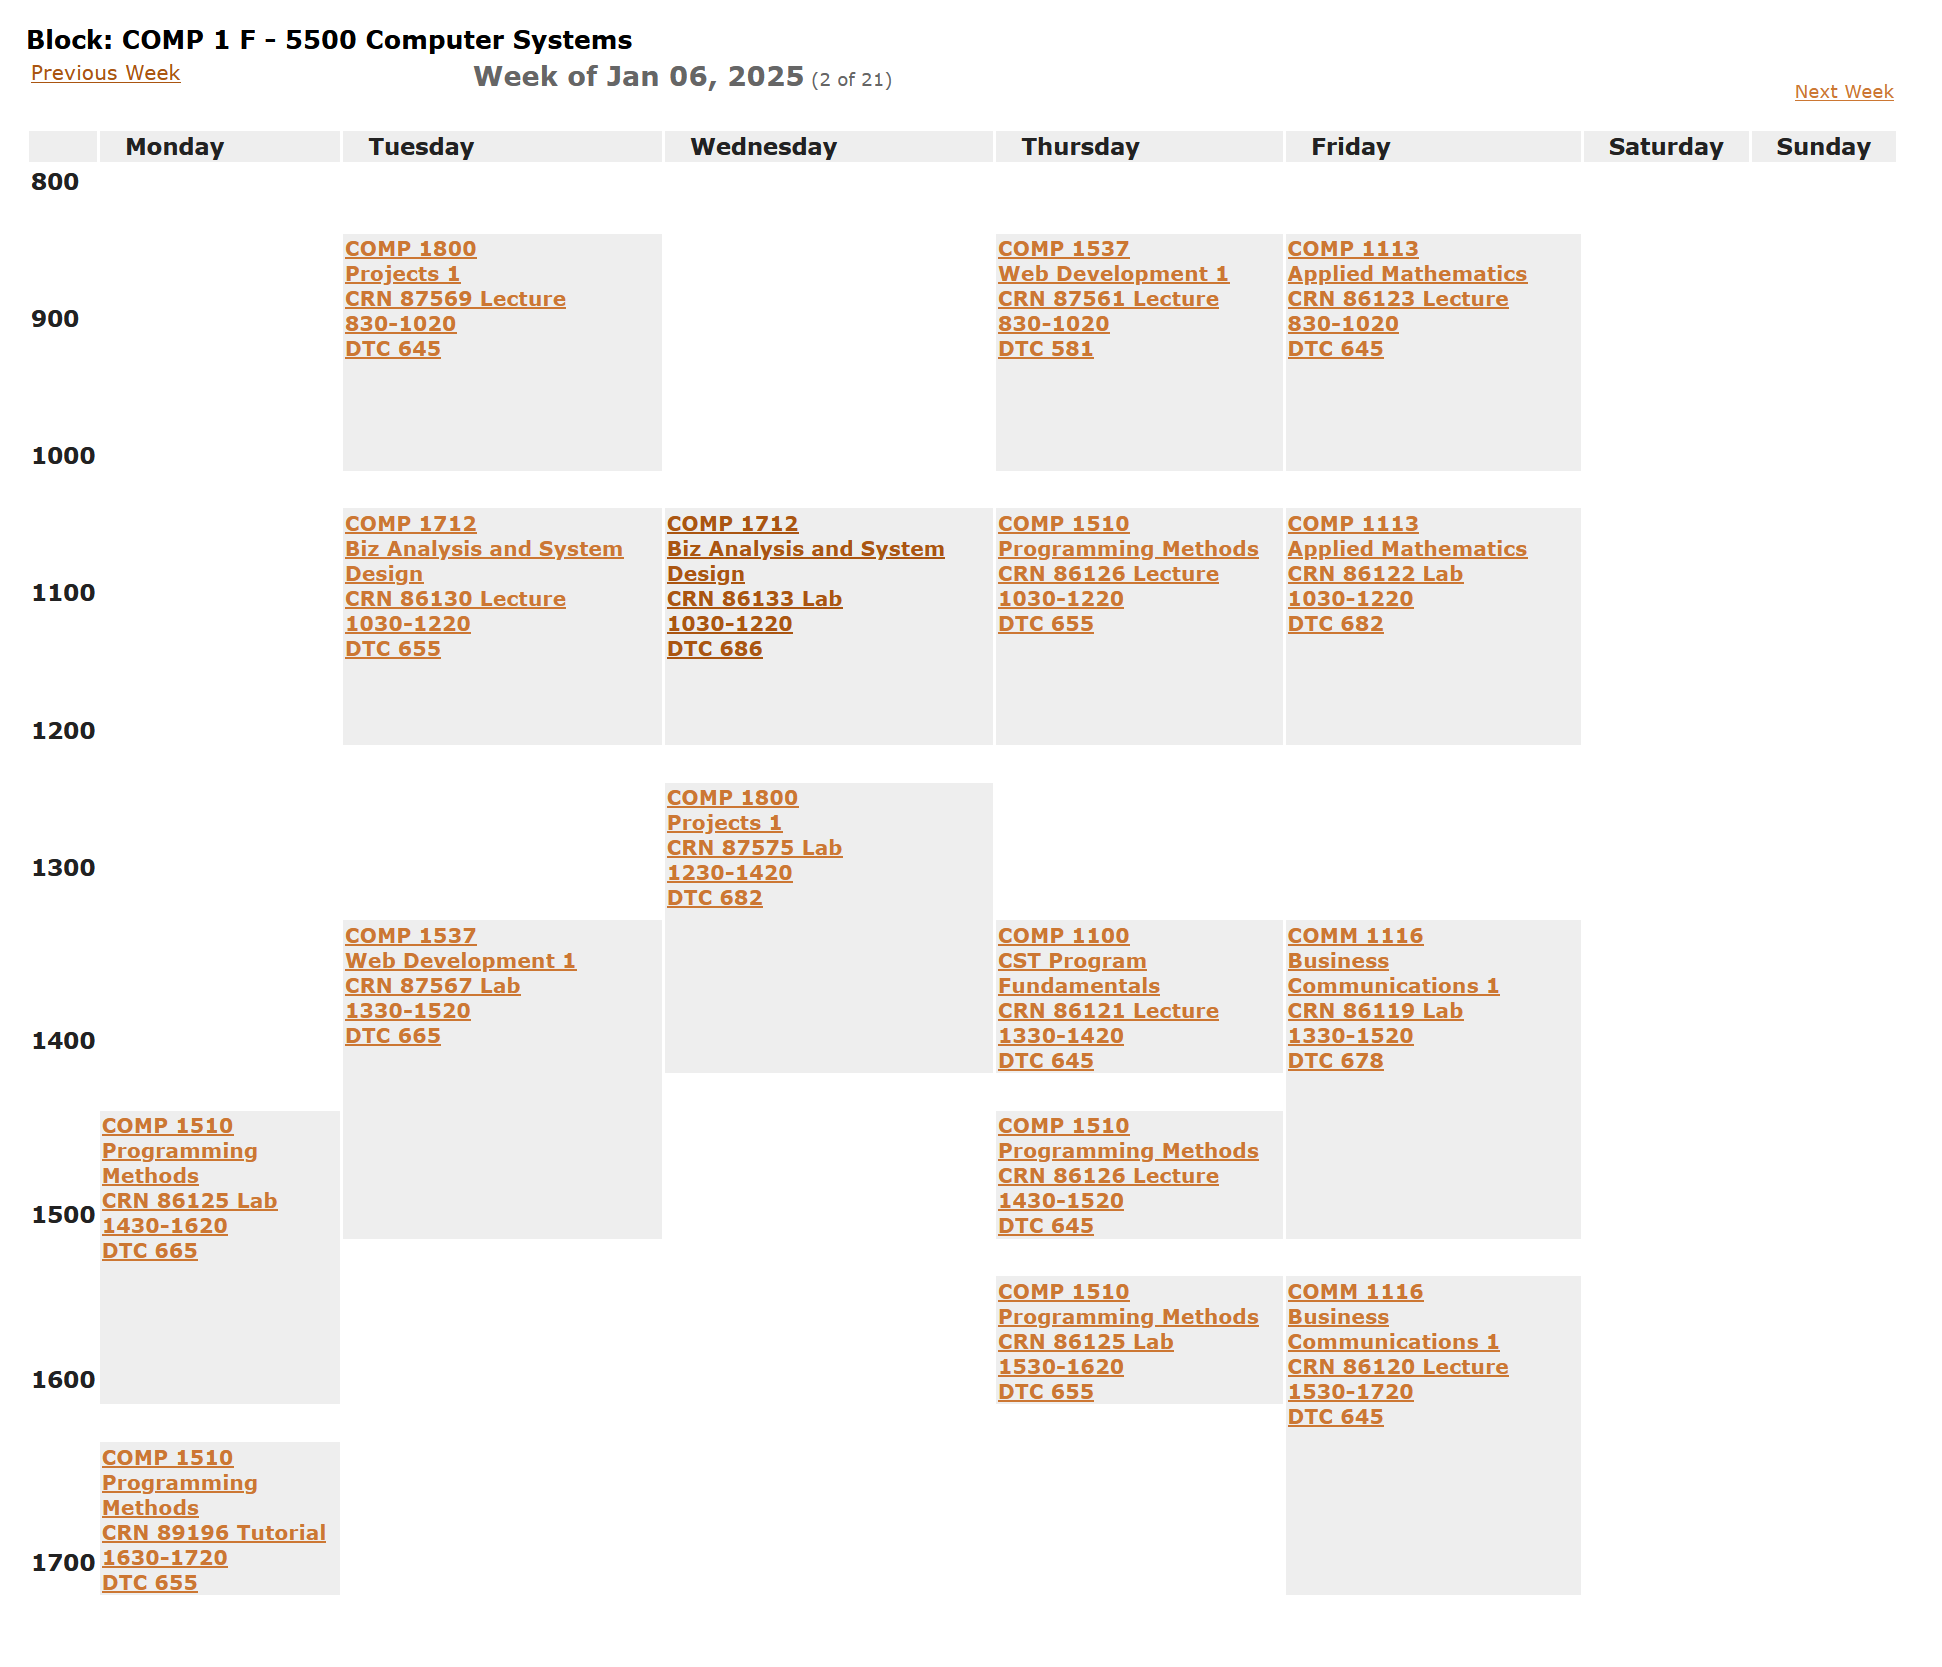 Block: COMP 1 F - 5500 Computer Systems
Previous Week
Week of Jan 06, 2025 (2 of 21)
Next Week
Monday Tuesday Wednesday Thursday Friday Saturday Sunday
800
COMP 1800
Projects 1
CRN 87569 Lecture
830-1020
DTC 645
COMP 1537
Web Development 1
CRN 87561 Lecture
830-1020
DTC 581
COMP 1113
Applied Mathematics
CRN 86123 Lecture
830-1020
DTC 645
900
1000
COMP 1712
Biz Analysis and System
Design
CRN 86130 Lecture
1030-1220
DTC 655
COMP 1712
Biz Analysis and System
Design
CRN 86133 Lab
1030-1220
DTC 686
COMP 1510
Programming Methods
CRN 86126 Lecture
1030-1220
DTC 655
COMP 1113
Applied Mathematics
CRN 86122 Lab
1030-1220
DTC 682
1100
1200
COMP 1800
Projects 1
CRN 87575 Lab
1230-1420
DTC 682
1300
COMP 1537
Web Development 1
CRN 87567 Lab
1330-1520
DTC 665
COMP 1100
CST Program
Fundamentals
CRN 86121 Lecture
1330-1420
DTC 645
COMM 1116
Business
Communications 1
CRN 86119 Lab
1330-1520
DTC 678
1400
COMP 1510
Programming
Methods
CRN 86125 Lab
1430-1620
DTC 665
COMP 1510
Programming Methods
CRN 86126 Lecture
1430-1520
DTC 645
1500
COMP 1510
Programming Methods
CRN 86125 Lab
1530-1620
DTC 655
COMM 1116
Business
Communications 1
CRN 86120 Lecture
1530-1720
DTC 645
1600
COMP 1510
Programming
Methods
CRN 89196 Tutorial
1630-1720
DTC 655
1700